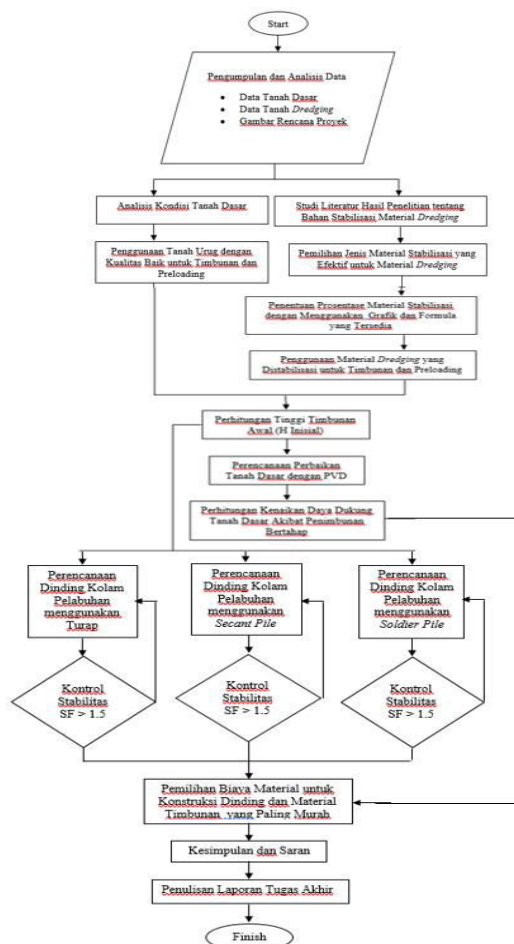 Start
Pengumpulan dan Analisis Data
• Data Tanah Dasar
• Data Tanah Dredging
• Gambar Rencana Proyek
Analisis Kondisi Tanah Dasar
Studi Literatur Hasil Penelitian tentang
Bahan Stabilisasi Material Dredging
Penggunaan Tanah Urug dengan
Kualitas Baik untuk Timbunan dan
Preloading
Pemilihan Jenis Material Stabilisasi yang
Efektif untuk Material Dredging
Penentuan Prosentase Material Stabilisasi
dengan Menggunakan Grafik dan Formula
yang Tersedia
Penggunaan Material Dredging yang
Distabilisasi untuk Timbunan dan Preloading
Perhitungan Tinggi Timbunan
Awal (H Inisial)
Perencanaan Perbaikan
Tanah Dasar dengan PVD
Perhitungan Kenaikan Daya Dukung
Tanah Dasar Akibat Penimbunan
Bertahap
Perencanaan
Dinding Kolam
Pelabuhan
menggunakan
Turap
Perencanaan
Dinding Kolam
Pelabuhan
menggunakan
Secant Pile
Perencanaan
Dinding Kolam
Pelabuhan
menggunakan
Soldier Pile
Kontrol
Stabilitas
SF > 1.5
Kontrol
Stabilitas
SF > 1.5
Kontrol
Stabilitas
SF > 1.5
Pemilihan Biaya Material untuk
Konstruksi Dinding dan Material
Timbunan yang Paling Murah
Kesimpulan dan Saran
Penulisan Laporan Tugas Akhir
Finish